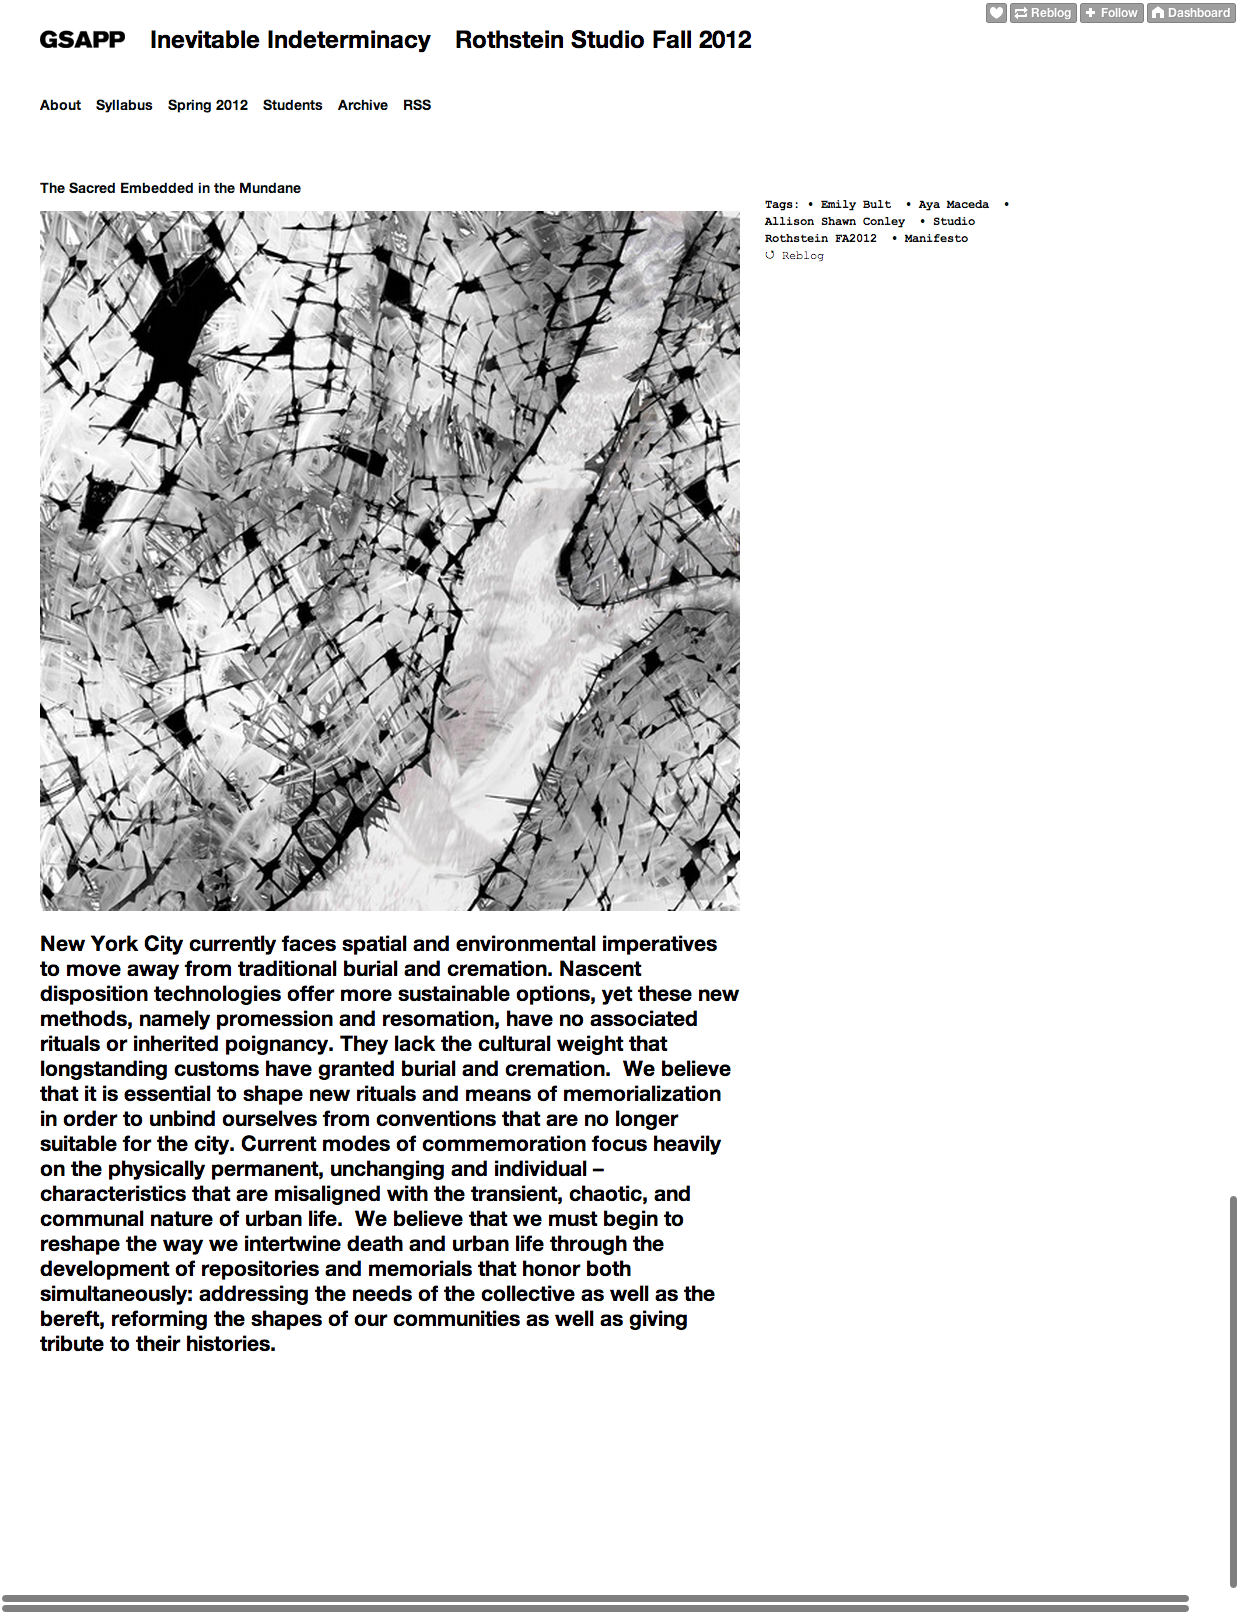 Reblog Follow Dashboard
GSAPP Inevitable Indeterminacy Rothstein Studio Fall 2012
About Syllabus Spring 2012 Students Archive RSS
The Sacred Embedded in the Mundane
Tags: • Emily Bult • Aya Maceda •
Allison Shawn Conley • Studio
Rothstein FA2012 • Manifesto
Reblog
New York City currently faces spatial and environmental imperatives
to move away from traditional burial and cremation. Nascent
disposition technologies offer more sustainable options, yet these new
methods, namely promession and resomation, have no associated
rituals or inherited poignancy. They lack the cultural weight that
longstanding customs have granted burial and cremation.  We believe
that it is essential to shape new rituals and means of memorialization
in order to unbind ourselves from conventions that are no longer
suitable for the city. Current modes of commemoration focus heavily
on the physically permanent, unchanging and individual –
characteristics that are misaligned with the transient, chaotic, and
communal nature of urban life.  We believe that we must begin to
reshape the way we intertwine death and urban life through the
development of repositories and memorials that honor both
simultaneously: addressing the needs of the collective as well as the
bereft, reforming the shapes of our communities as well as giving
tribute to their histories.